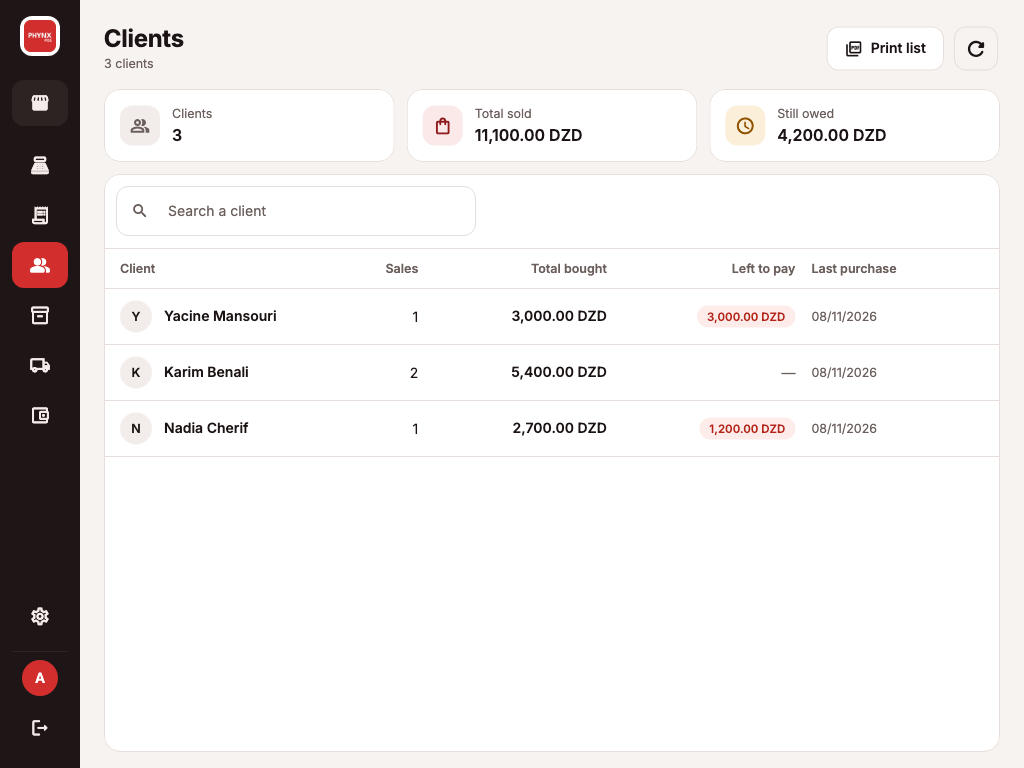 PHYNX
Clients
3 clients
Print list
Clients
3
Total sold
11,100.00 DZD
Still owed
4,200.00 DZD
Search a client
Client Sales Total bought Left to pay Last purchase
Y Yacine Mansouri 1 3,000.00 DZD 3,000.00 DZD 08/11/2026
K Karim Benali 2 5,400.00 DZD — 08/11/2026
N Nadia Cherif 1 2,700.00 DZD 1,200.00 DZD 08/11/2026
A